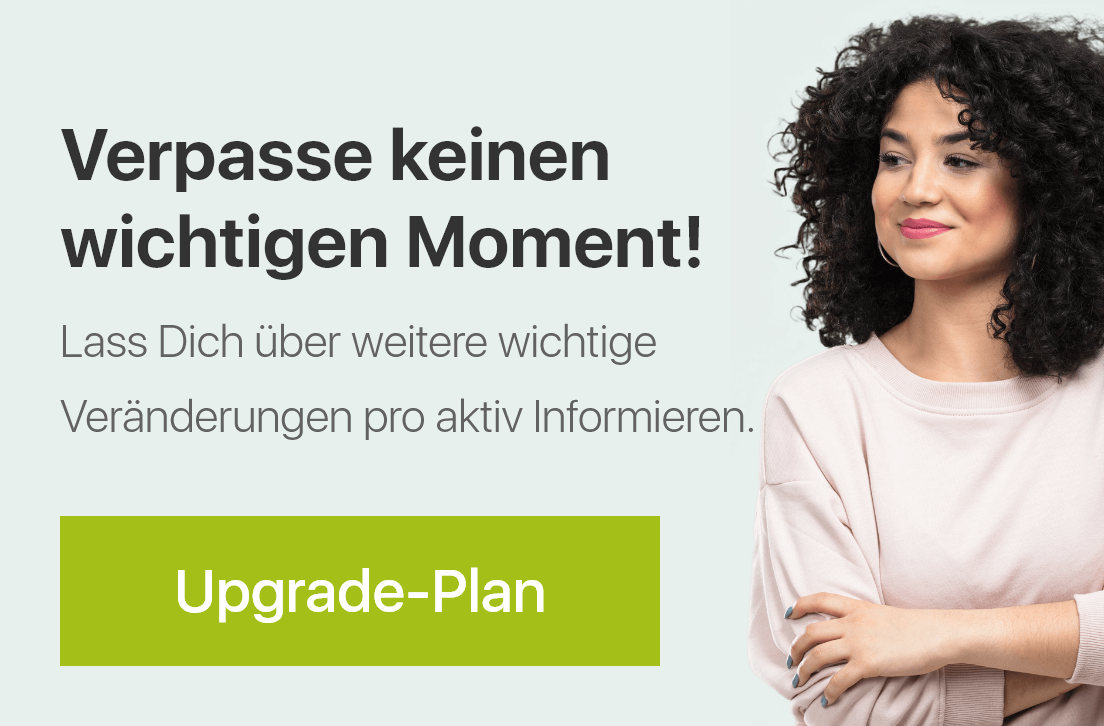 Verpasse keinen
wichtigen Moment!
Lass Dich über weitere wichtige
Veränderungen pro aktiv Informieren.
Upgrade-Plan